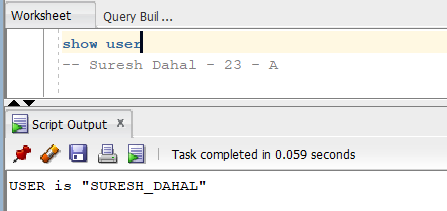 Worksheet Query Buil ...
show user
-- Suresh Dahal - 23 - A
Script Output x
Task completed in 0.059 seconds
USER is "SURESH_DAHAL"